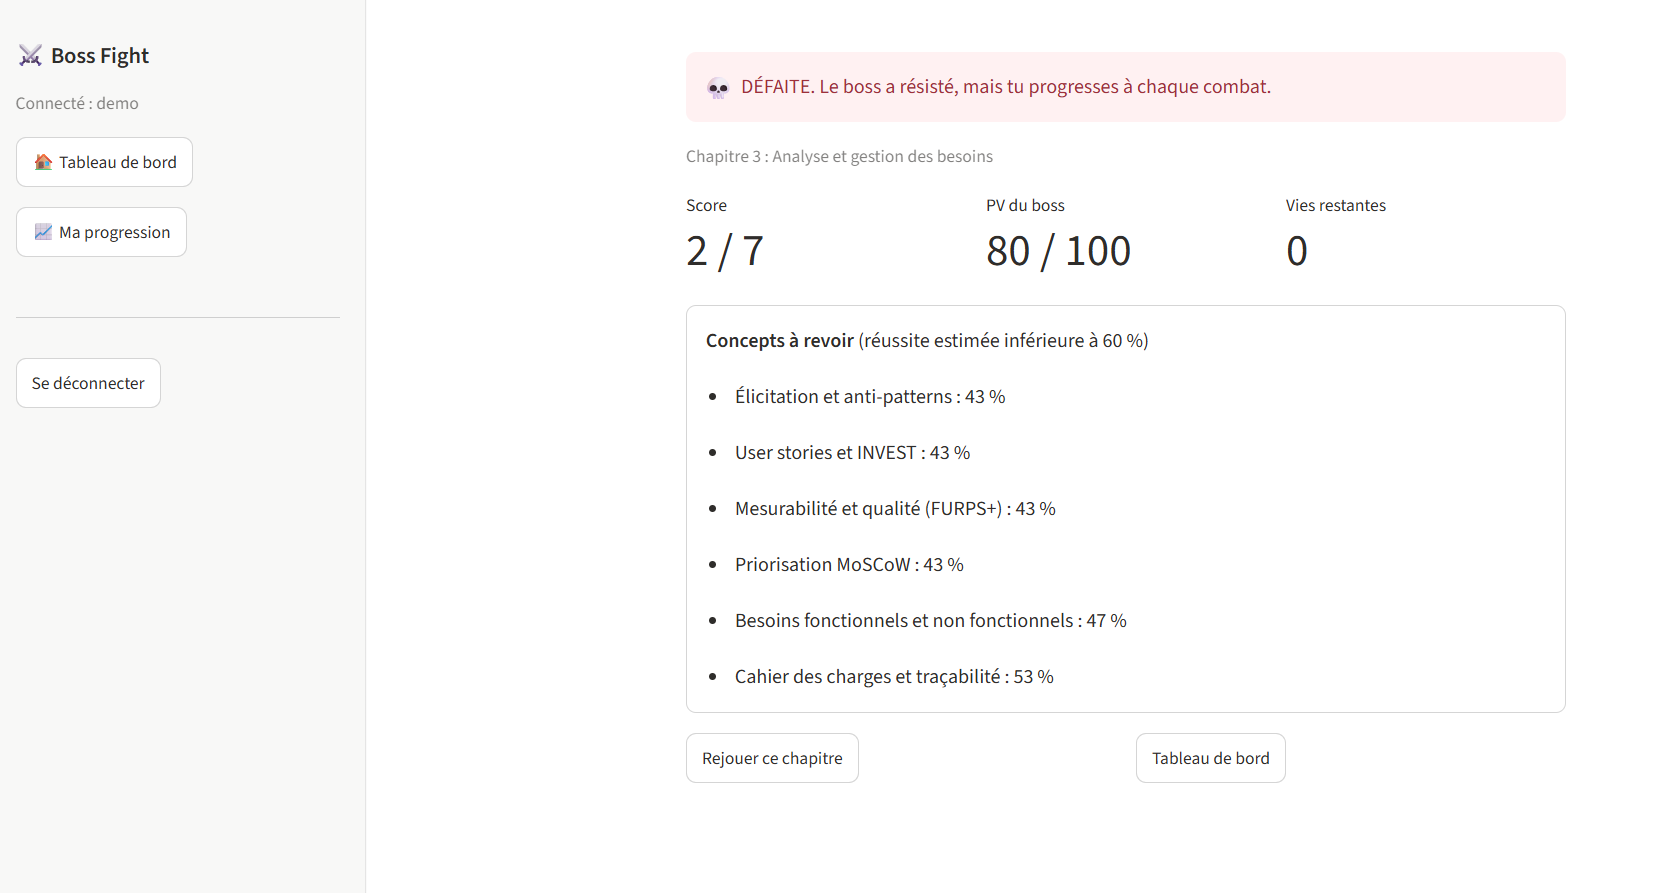 Boss Fight
Connecté : demo
Tableau de bord
Ma progression
Se déconnecter
DÉFAITE. Le boss a résisté, mais tu progresses à chaque combat.
Chapitre 3 : Analyse et gestion des besoins
Score
2 / 7
PV du boss
80 / 100
Vies restantes
0
Concepts à revoir (réussite estimée inférieure à 60 %)
Élicitation et anti-patterns : 43 %
User stories et INVEST : 43 %
Mesurabilité et qualité (FURPS+) : 43 %
Priorisation MoSCoW : 43 %
Besoins fonctionnels et non fonctionnels : 47 %
Cahier des charges et traçabilité : 53 %
Rejouer ce chapitre
Tableau de bord